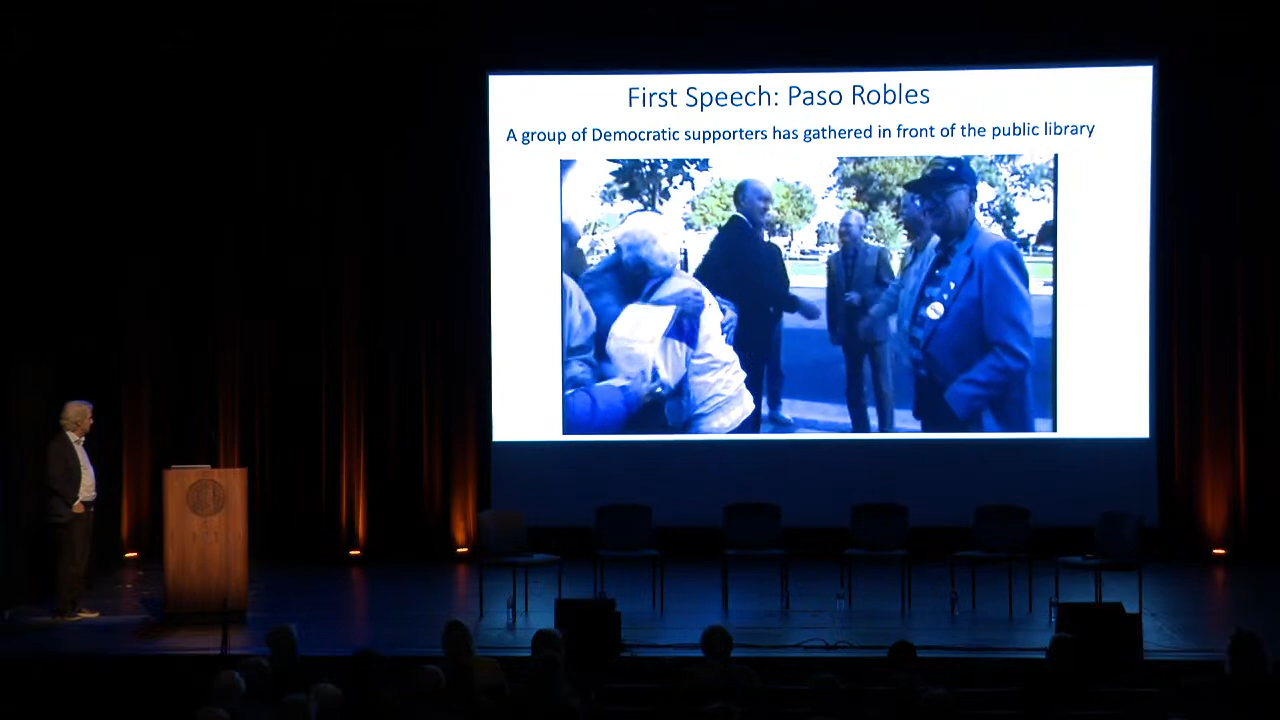 First Speech: Paso Robles
A group of Democratic supporters has gathered in front of the public library